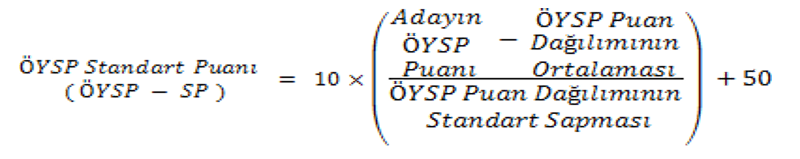 Adayın ÖYSP Puan
ÖYSP − Dağılımının
ÖYSP Standart Puanı Puanı Ortalaması
( ÖYSP − SP ) = 10 × + 50
ÖYSP Puan Dağılımının
Standart Sapması